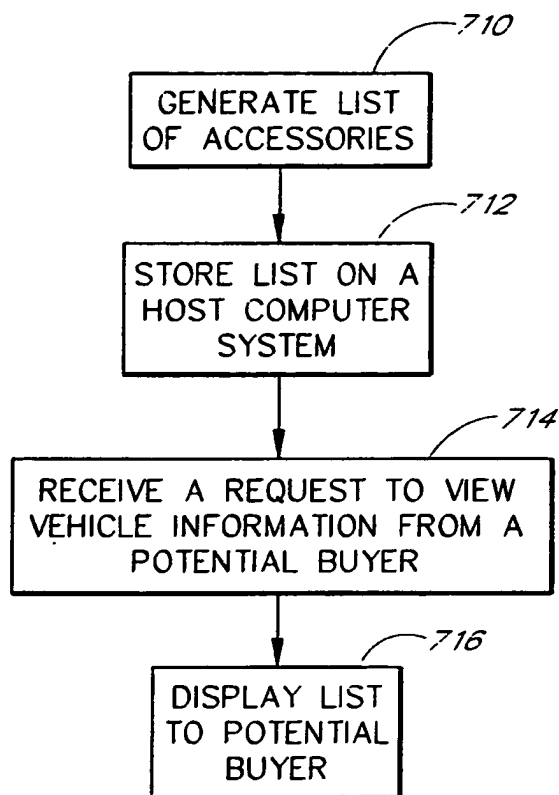 710
GENERATE LIST
OF ACCESSORIES
712
STORE LIST ON A
HOST COMPUTER
SYSTEM
714
RECEIVE A REQUEST TO VIEW
VEHICLE INFORMATION FROM A
POTENTIAL BUYER
716
DISPLAY LIST
TO POTENTIAL
BUYER